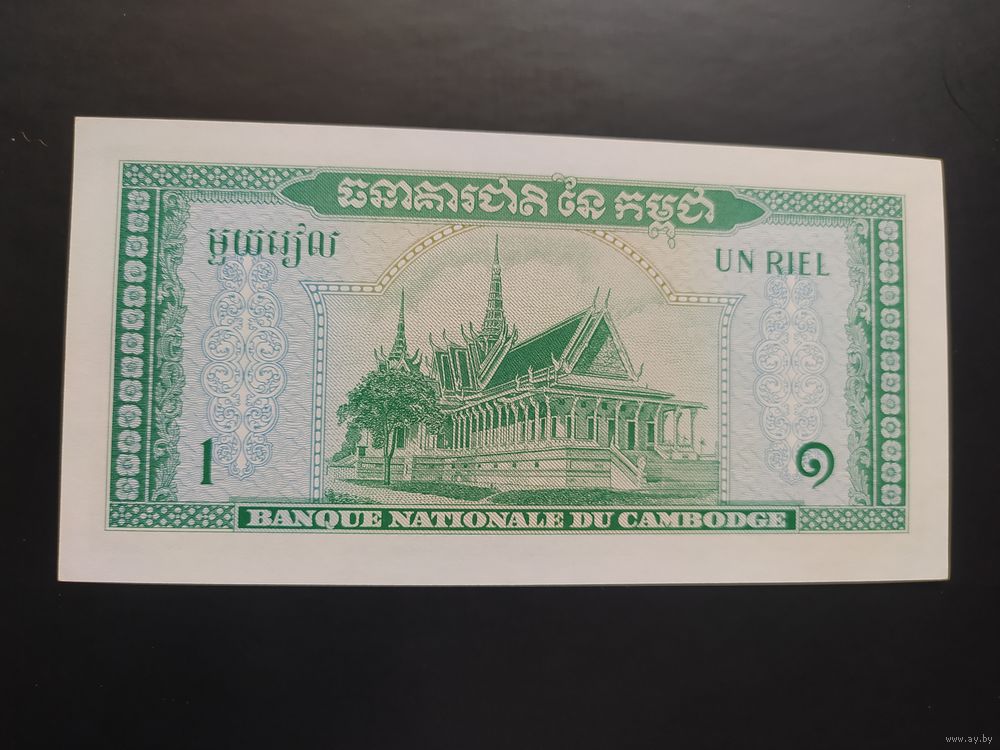 ធនាគារជាតិ នៃ កម្ពុជា
មួយរៀល
UN RIEL
1
១
BANQUE NATIONALE DU CAMBODGE
www.ay.by